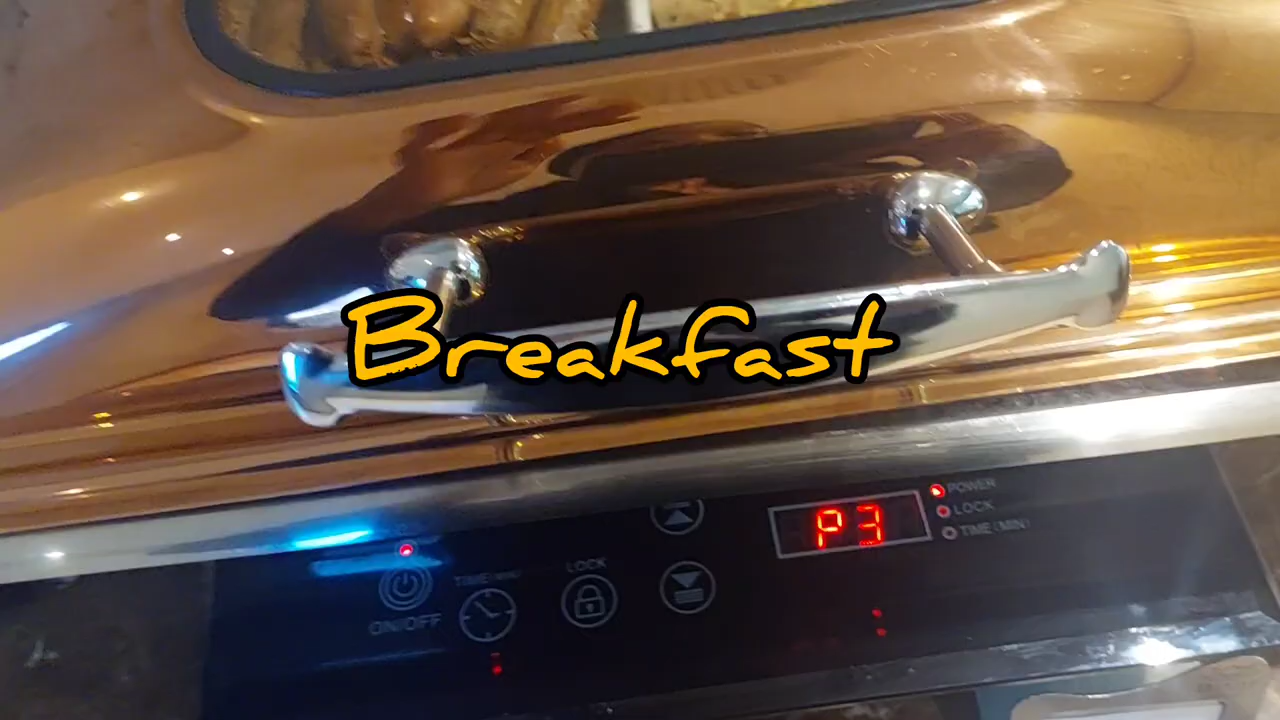 Breakfast
P3
POWER
LOCK
TIME (MIN)
LOCK
TIME (MIN)
ON/OFF